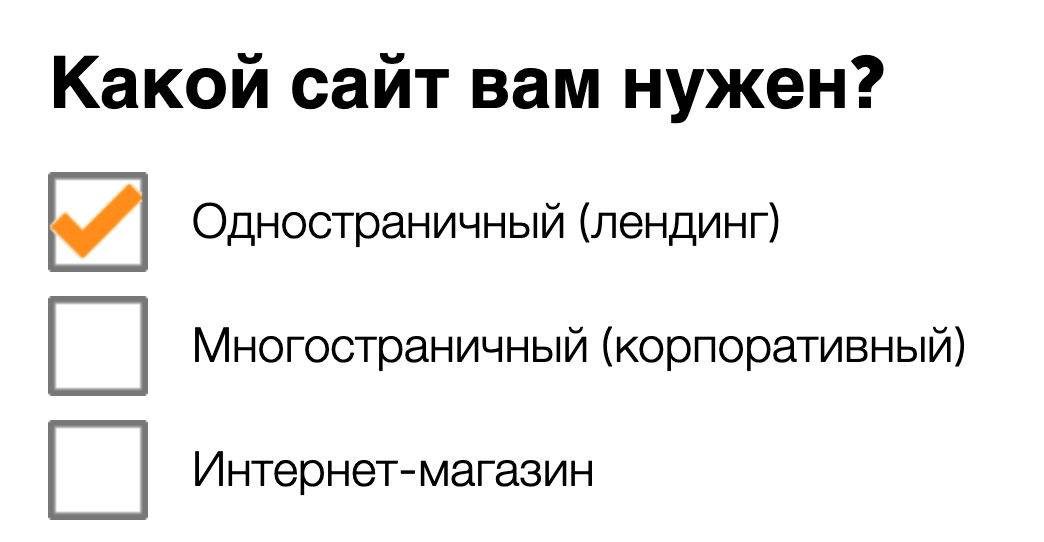 Какой сайт вам нужен?
Одностраничный (лендинг)
Многостраничный (корпоративный)
Интернет-магазин